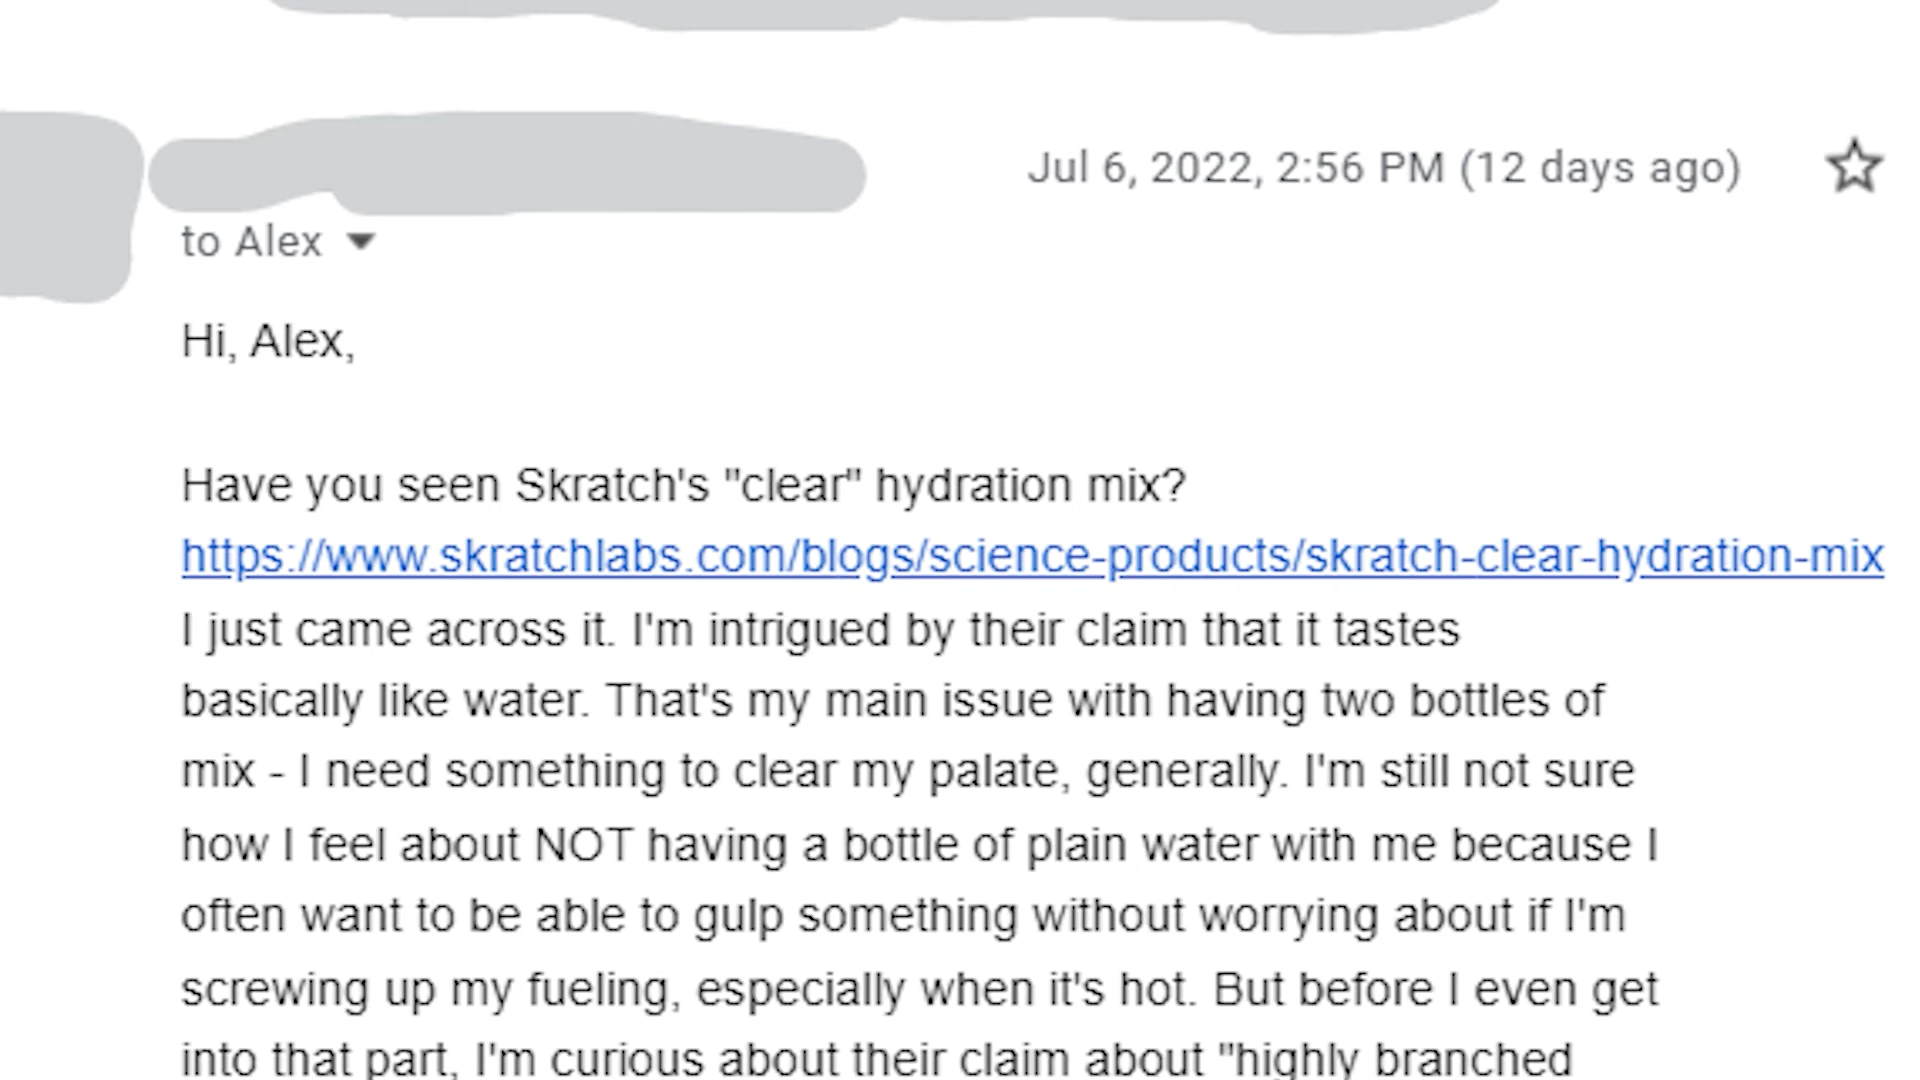 Jul 6, 2022, 2:56 PM (12 days ago)
to Alex
Hi, Alex,
Have you seen Skratch's "clear" hydration mix?
https://www.skratchlabs.com/blogs/science-products/skratch-clear-hydration-mix
I just came across it. I'm intrigued by their claim that it tastes
basically like water. That's my main issue with having two bottles of
mix - I need something to clear my palate, generally. I'm still not sure
how I feel about NOT having a bottle of plain water with me because I
often want to be able to gulp something without worrying about if I'm
screwing up my fueling, especially when it's hot. But before I even get
into that part, I'm curious about their claim about "highly branched